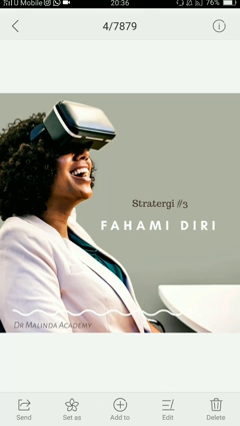 U Mobile
20:36
76%
4/7879
Stratergi #3
FAHAMI DIRI
DR MALINDA ACADEMY
Send Set as Add to Edit Delete